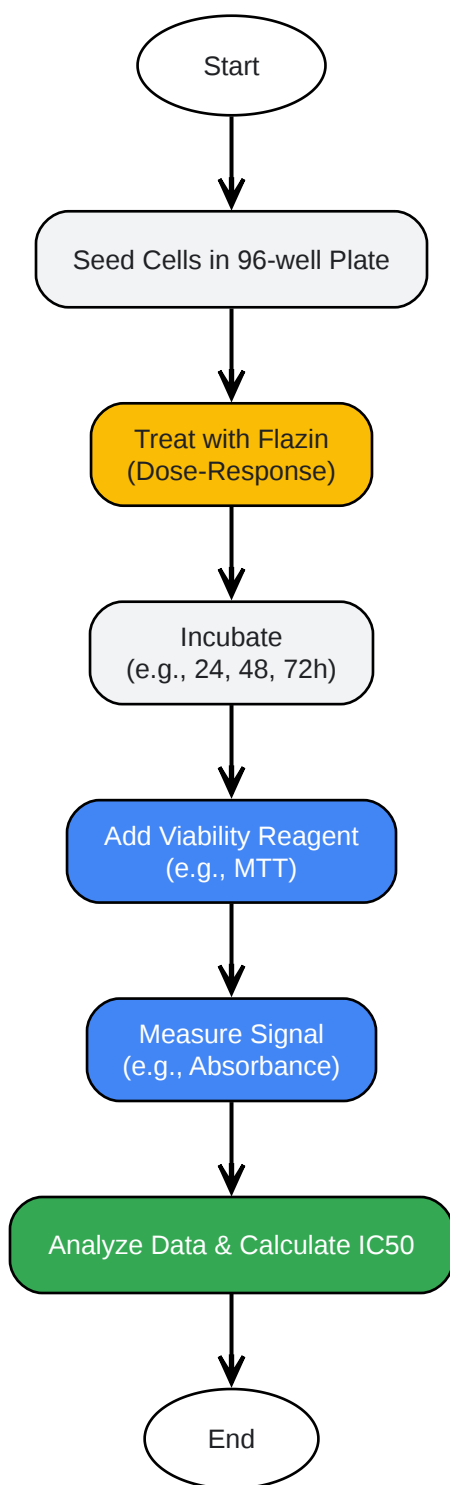 Start
Seed Cells in 96-well Plate
Treat with Flazin
(Dose-Response)
Incubate
(e.g., 24, 48, 72h)
Add Viability Reagent
(e.g., MTT)
Measure Signal
(e.g., Absorbance)
Analyze Data & Calculate IC50
End